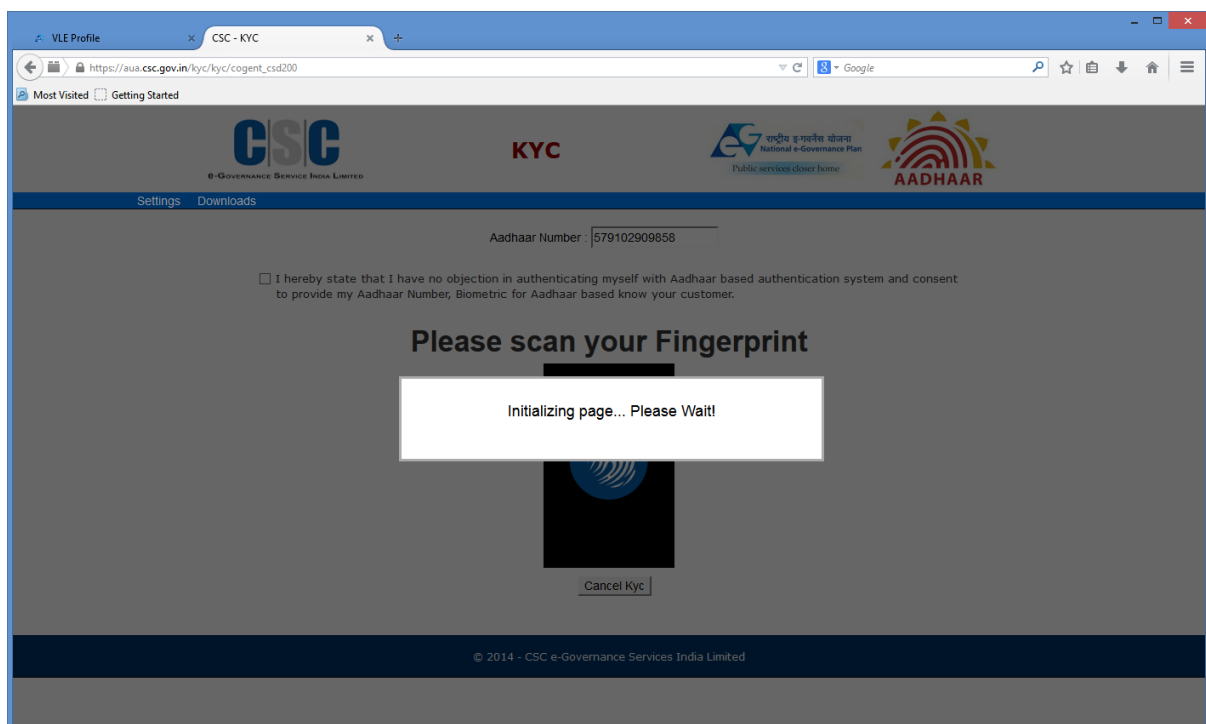 VLE Profile
CSC - KYC
https://aua.csc.gov.in/kyc/kyc/cogent_csd200
Google
Most Visited
Getting Started
CSC
e-Governance Service India Limited
KYC
राष्ट्रीय इ-गवर्नेंस योजना
National e-Governance Plan
Public services closer home
AADHAAR
Settings Downloads
Aadhaar Number : 579102909858
I hereby state that I have no objection in authenticating myself with Aadhaar based authentication system and consent
to provide my Aadhaar Number, Biometric for Aadhaar based know your customer.
Please scan your Fingerprint
Initializing page... Please Wait!
Cancel Kyc
© 2014 - CSC e-Governance Services India Limited